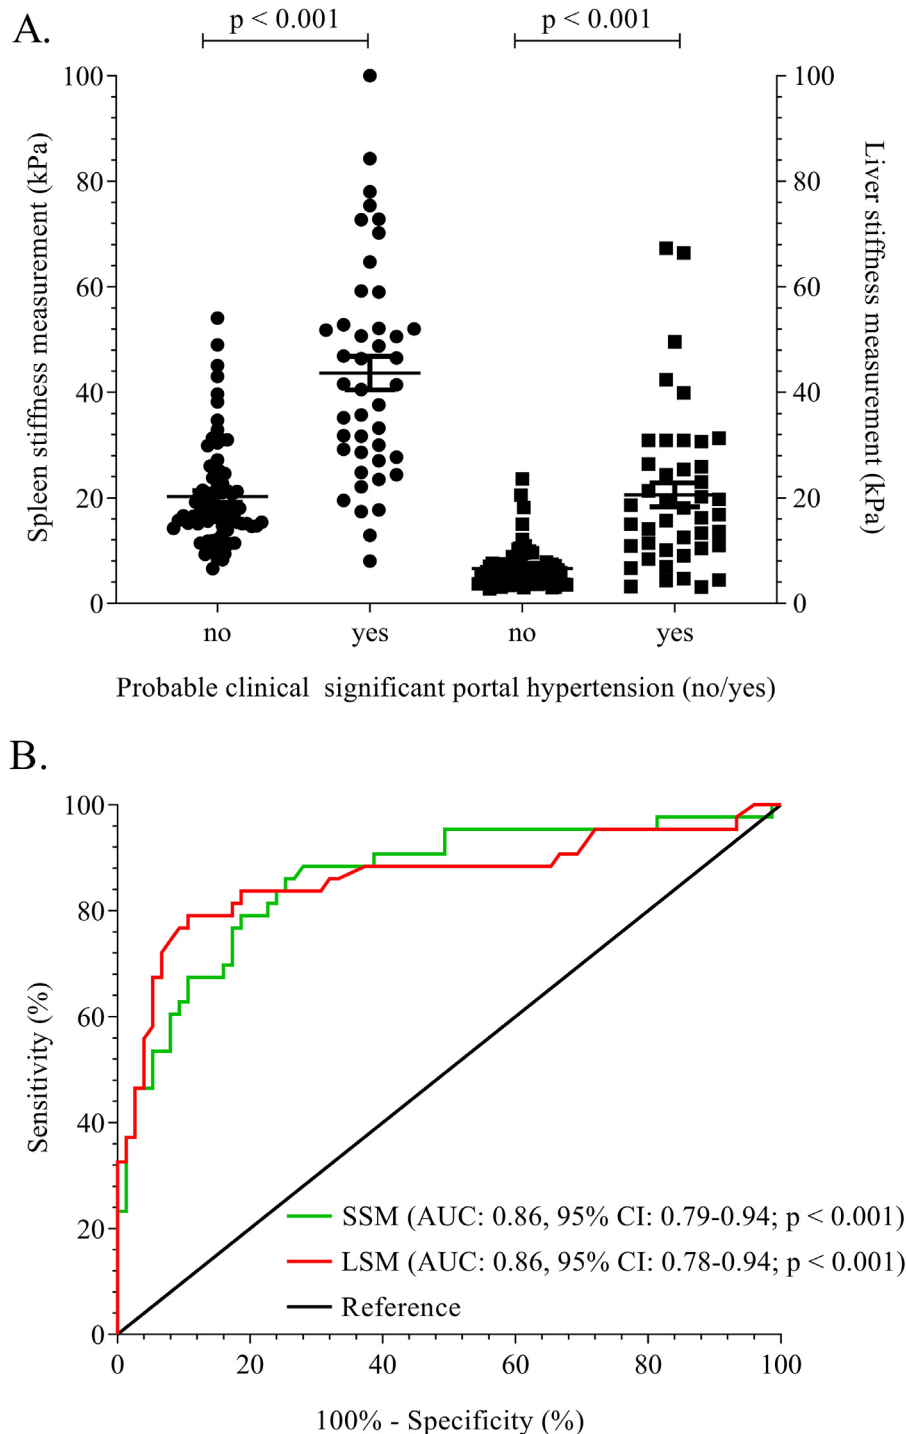 A.
p < 0.001
p < 0.001
Spleen stiffness measurement (kPa)
100
80
60
40
20
0
100
80
60
40
20
0
Liver stiffness measurement
(kPa)
no
yes
no
yes
Probable clinical  significant portal hypertension (no/yes)
B.
Sensitivity (%)
100
80
60
40
20
0
SSM (AUC: 0.86, 95% CI: 0.79-0.94; p < 0.001)
LSM (AUC: 0.86, 95% CI: 0.78-0.94; p < 0.001)
Reference
0
20
40
60
80
100
100% - Specificity (%)